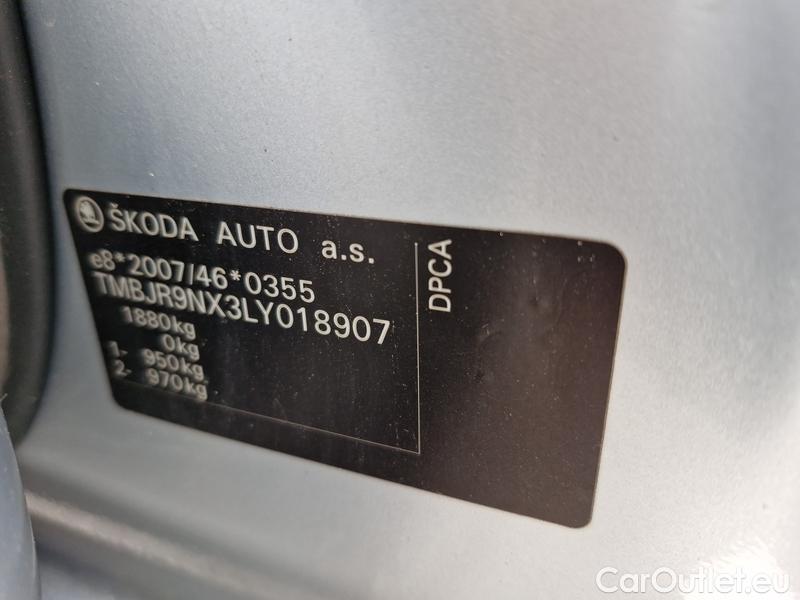 ŠKODA AUTO a.s.
e8*2007/46*0355
TMBJR9NX3LY018907
1880kg
0kg
1- 950kg
2- 970kg
DPCA
CarOutlet.eu